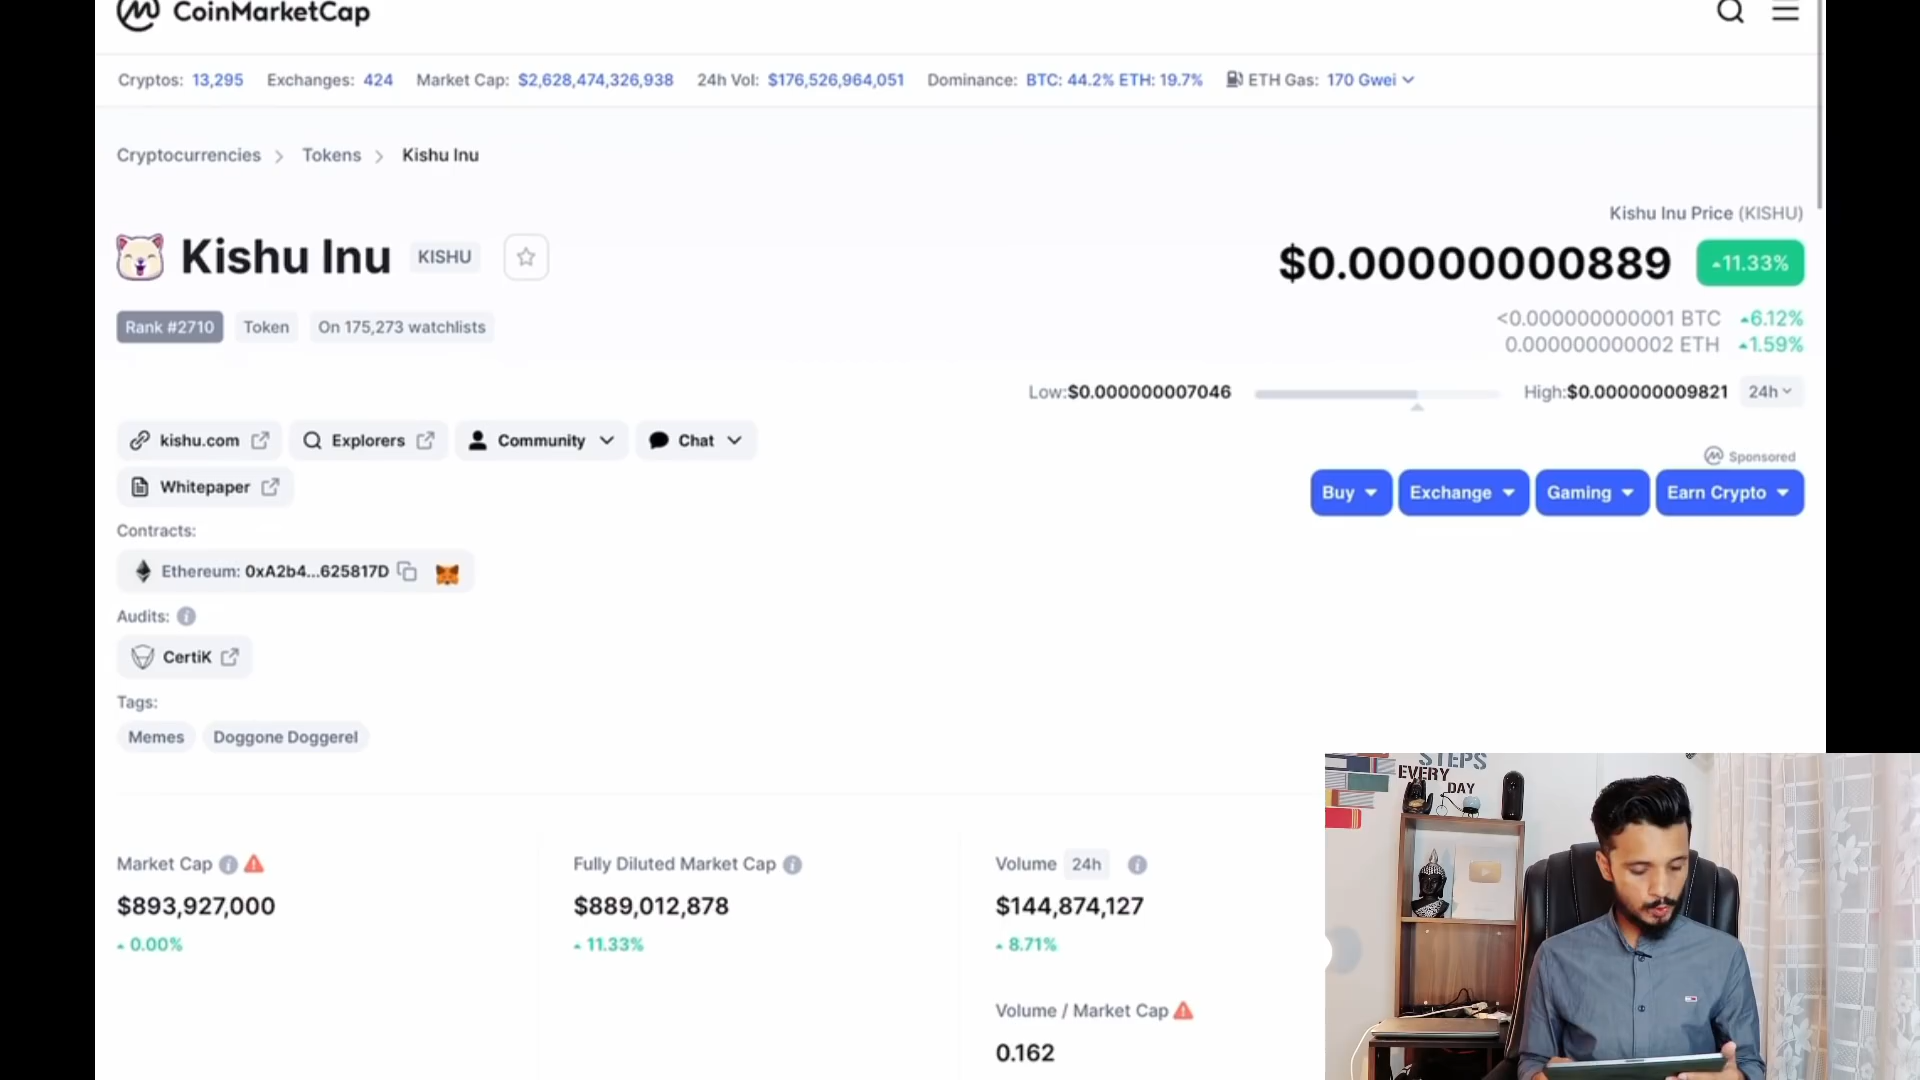 CoinMarketCap
Cryptos: 13,295 Exchanges: 424 Market Cap: $2,628,474,326,938 24h Vol: $176,526,964,051 Dominance: BTC: 44.2% ETH: 19.7% ETH Gas: 170 Gwei
Cryptocurrencies > Tokens > Kishu Inu
Kishu Inu Price (KISHU)
Kishu Inu KISHU
$0.00000000889 11.33%
Rank #2710 Token On 175,273 watchlists
<0.000000000001 BTC 6.12%
0.000000000002 ETH 1.59%
Low:$0.000000007046 High:$0.000000009821 24h
kishu.com Explorers Community Chat
Sponsored
Whitepaper
Buy Exchange Gaming Earn Crypto
Contracts:
Ethereum: 0xA2b4...625817D
Audits:
CertiK
Tags:
Memes Doggone Doggerel
STEPS
EVERY
DAY
Market Cap Fully Diluted Market Cap Volume 24h
$893,927,000 $889,012,878 $144,874,127
0.00% 11.33% 8.71%
Volume / Market Cap
0.162